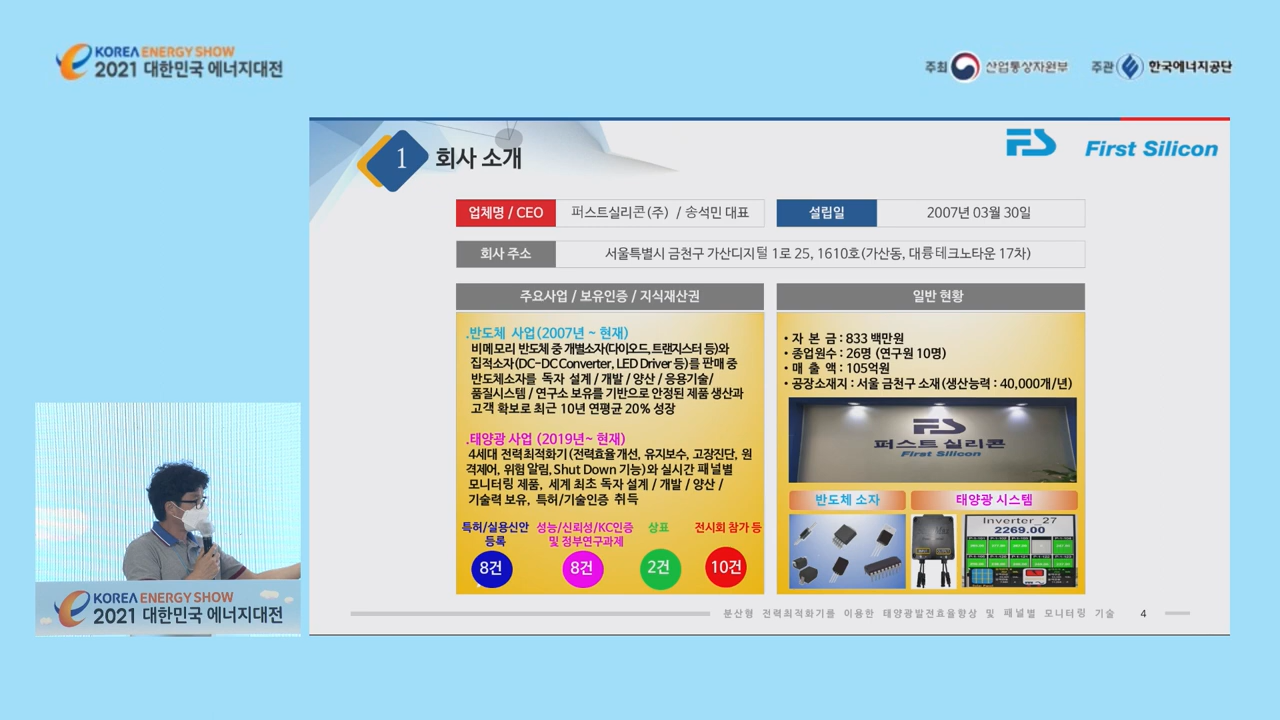 KOREA ENERGY SHOW
2021 대한민국 에너지대전
주최 산업통상자원부 주관 한국에너지공단
1 회사 소개
FS First Silicon
업체명 / CEO 퍼스트실리콘(주) / 송석민 대표 설립일 2007년 03월 30일
회사 주소 서울특별시 금천구 가산디지털 1로 25, 1610호(가산동, 대륭테크노타운 17차)
주요사업 / 보유인증 / 지식재산권
.반도체 사업(2007년 ~ 현재)
비메모리 반도체 중 개별소자(다이오드, 트랜지스터 등)와
집적소자(DC-DC Converter, LED Driver 등)를 판매 중
반도체소자를 독자 설계 / 개발 / 양산 / 응용기술/
품질시스템 / 연구소 보유를 기반으로 안정된 제품 생산과
고객 확보로 최근 10년 연평균 20% 성장
.태양광 사업 (2019년~ 현재)
4세대 전력최적화기(전력효율개선, 유지보수, 고장진단, 원
격제어, 위험알림, Shut Down 기능)와 실시간 패널별
모니터링 제품, 세계 최초 독자 설계 / 개발 / 양산 /
기술력 보유, 특허/기술인증 취득
특허/실용신안 등록
8건
성능/신뢰성/KC인증
및 정부연구과제
8건
상표
2건
전시회 참가 등
10건
일반 현황
• 자 본 금 : 833 백만원
• 종업원수 : 26명 (연구원 10명)
• 매 출 액 : 105억원
• 공장소재지 : 서울 금천구 소재(생산능력 : 40,000개/년)
FS
퍼스트 실리콘
First Silicon
반도체 소자
태양광 시스템
Inverter_27
2269.00
분산형 전력최적화기를 이용한 태양광발전효율향상 및 패널별 모니터링 기술 4
KOREA ENERGY SHOW
2021 대한민국 에너지대전